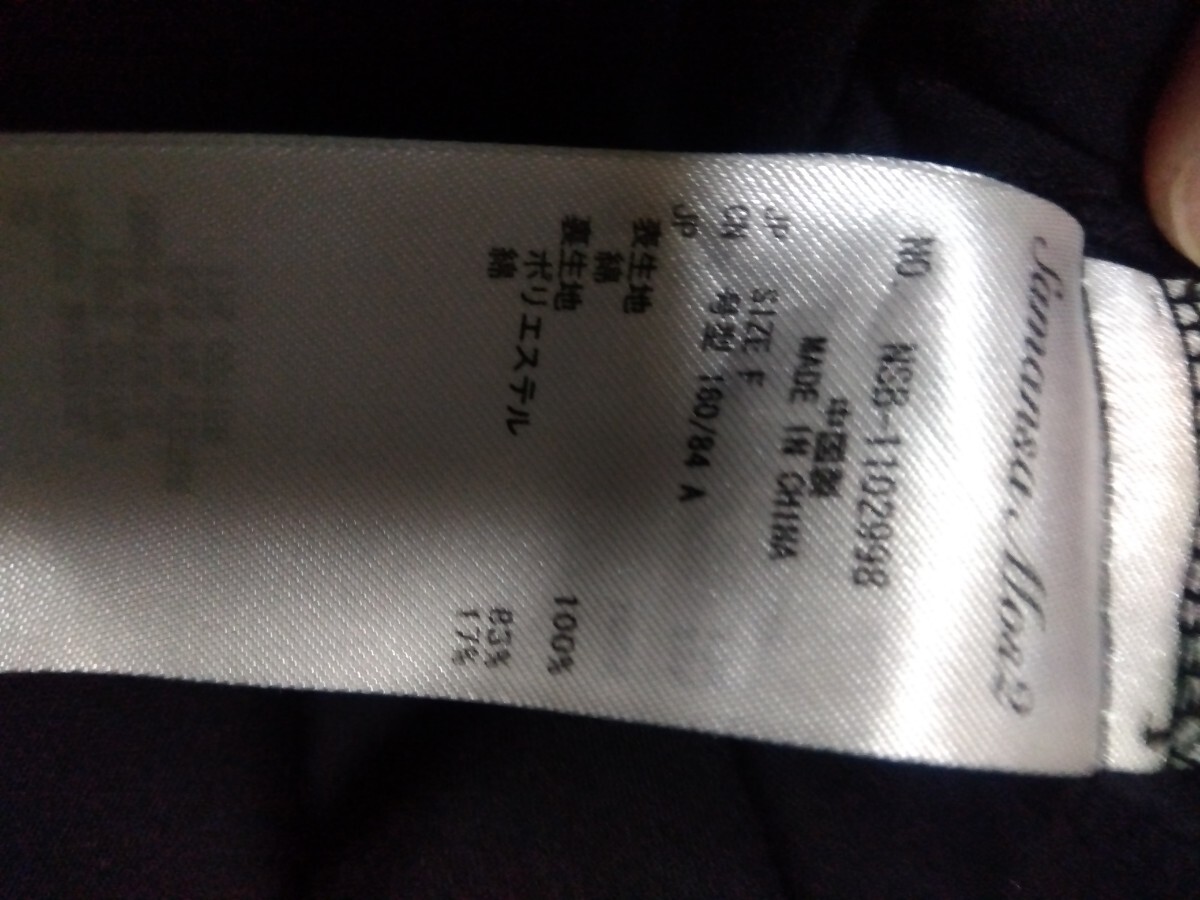 Samansa Mos2
NO. NSB-1102998
中国製
MADE IN CHINA
JP SIZE F
CN 号型 160/84 A
JP
表生地
綿 100%
裏生地
ポリエステル 83%
綿 17%